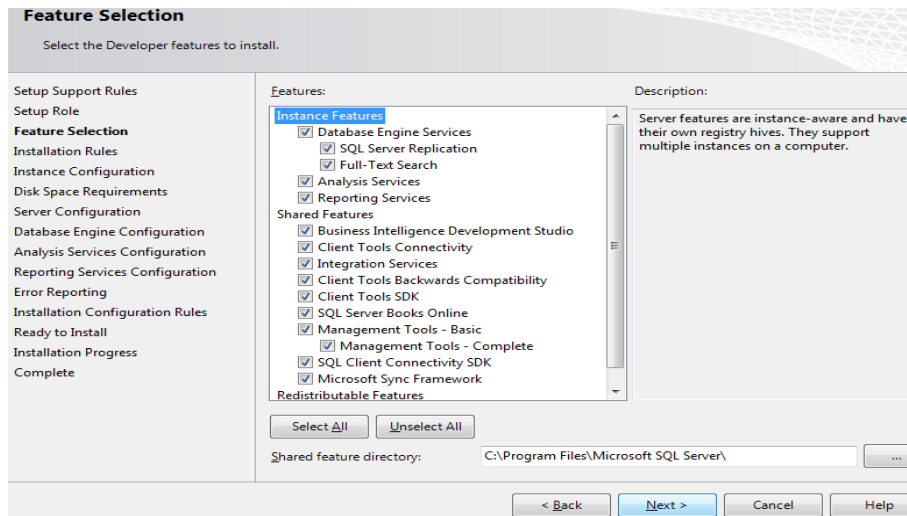 Feature Selection
Select the Developer features to install.
Setup Support Rules
Setup Role
Feature Selection
Installation Rules
Instance Configuration
Disk Space Requirements
Server Configuration
Database Engine Configuration
Analysis Services Configuration
Reporting Services Configuration
Error Reporting
Installation Configuration Rules
Ready to Install
Installation Progress
Complete
Features:
Instance Features
Database Engine Services
SQL Server Replication
Full-Text Search
Analysis Services
Reporting Services
Shared Features
Business Intelligence Development Studio
Client Tools Connectivity
Integration Services
Client Tools Backwards Compatibility
Client Tools SDK
SQL Server Books Online
Management Tools - Basic
Management Tools - Complete
SQL Client Connectivity SDK
Microsoft Sync Framework
Redistributable Features
Description:
Server features are instance-aware and have
their own registry hives. They support
multiple instances on a computer.
Select All
Unselect All
Shared feature directory:
C:\Program Files\Microsoft SQL Server\
...
< Back
Next >
Cancel
Help